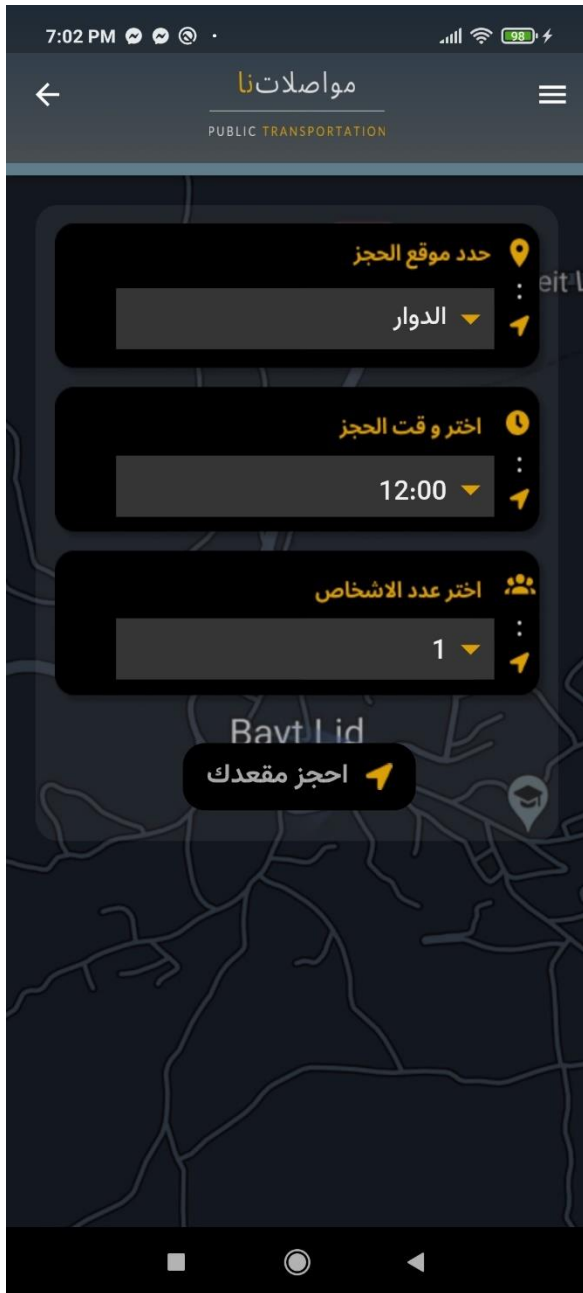 7:02 PM
98
مواصلاتنا
PUBLIC TRANSPORTATION
حدد موقع الحجز
:
الدوار
اختر و قت الحجز
:
12:00
اختر عدد الاشخاص
:
1
Bayt Lid
احجز مقعدك